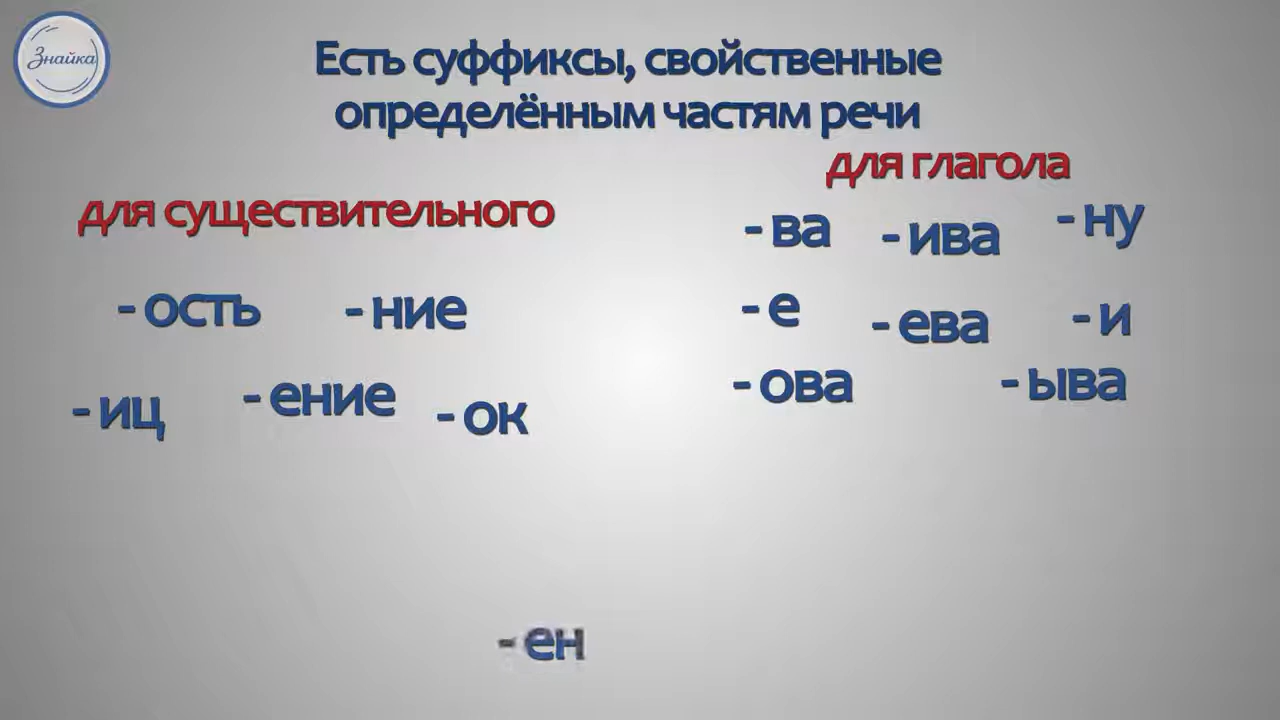 Знайка
Есть суффиксы, свойственные
определённым частям речи
для существительного
- ость - ние
- иц - ение - ок
для глагола
- ва - ива - ну
- е - ева - и
- ова - ыва
- ен